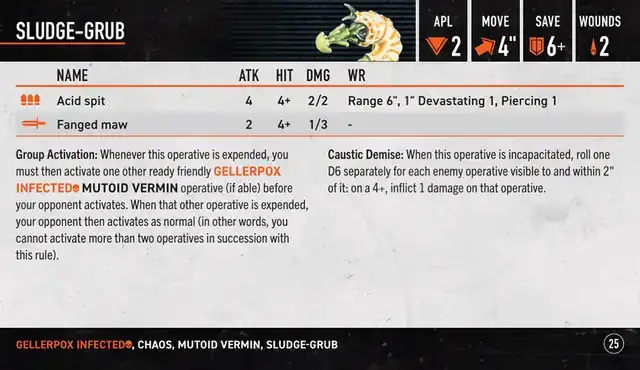 SLUDGE-GRUB
APL 2
MOVE 4"
SAVE 6+
WOUNDS 2
NAME ATK HIT DMG WR
Acid spit 4 4+ 2/2 Range 6", 1" Devastating 1, Piercing 1
Fanged maw 2 4+ 1/3 -
Group Activation: Whenever this operative is expended, you
must then activate one other ready friendly GELLERPOX
INFECTED MUTOID VERMIN operative (if able) before
your opponent activates. When that other operative is expended,
your opponent then activates as normal (in other words, you
cannot activate more than two operatives in succession with
this rule).
Caustic Demise: When this operative is incapacitated, roll one
D6 separately for each enemy operative visible to and within 2"
of it: on a 4+, inflict 1 damage on that operative.
GELLERPOX INFECTED, CHAOS, MUTOID VERMIN, SLUDGE-GRUB
25